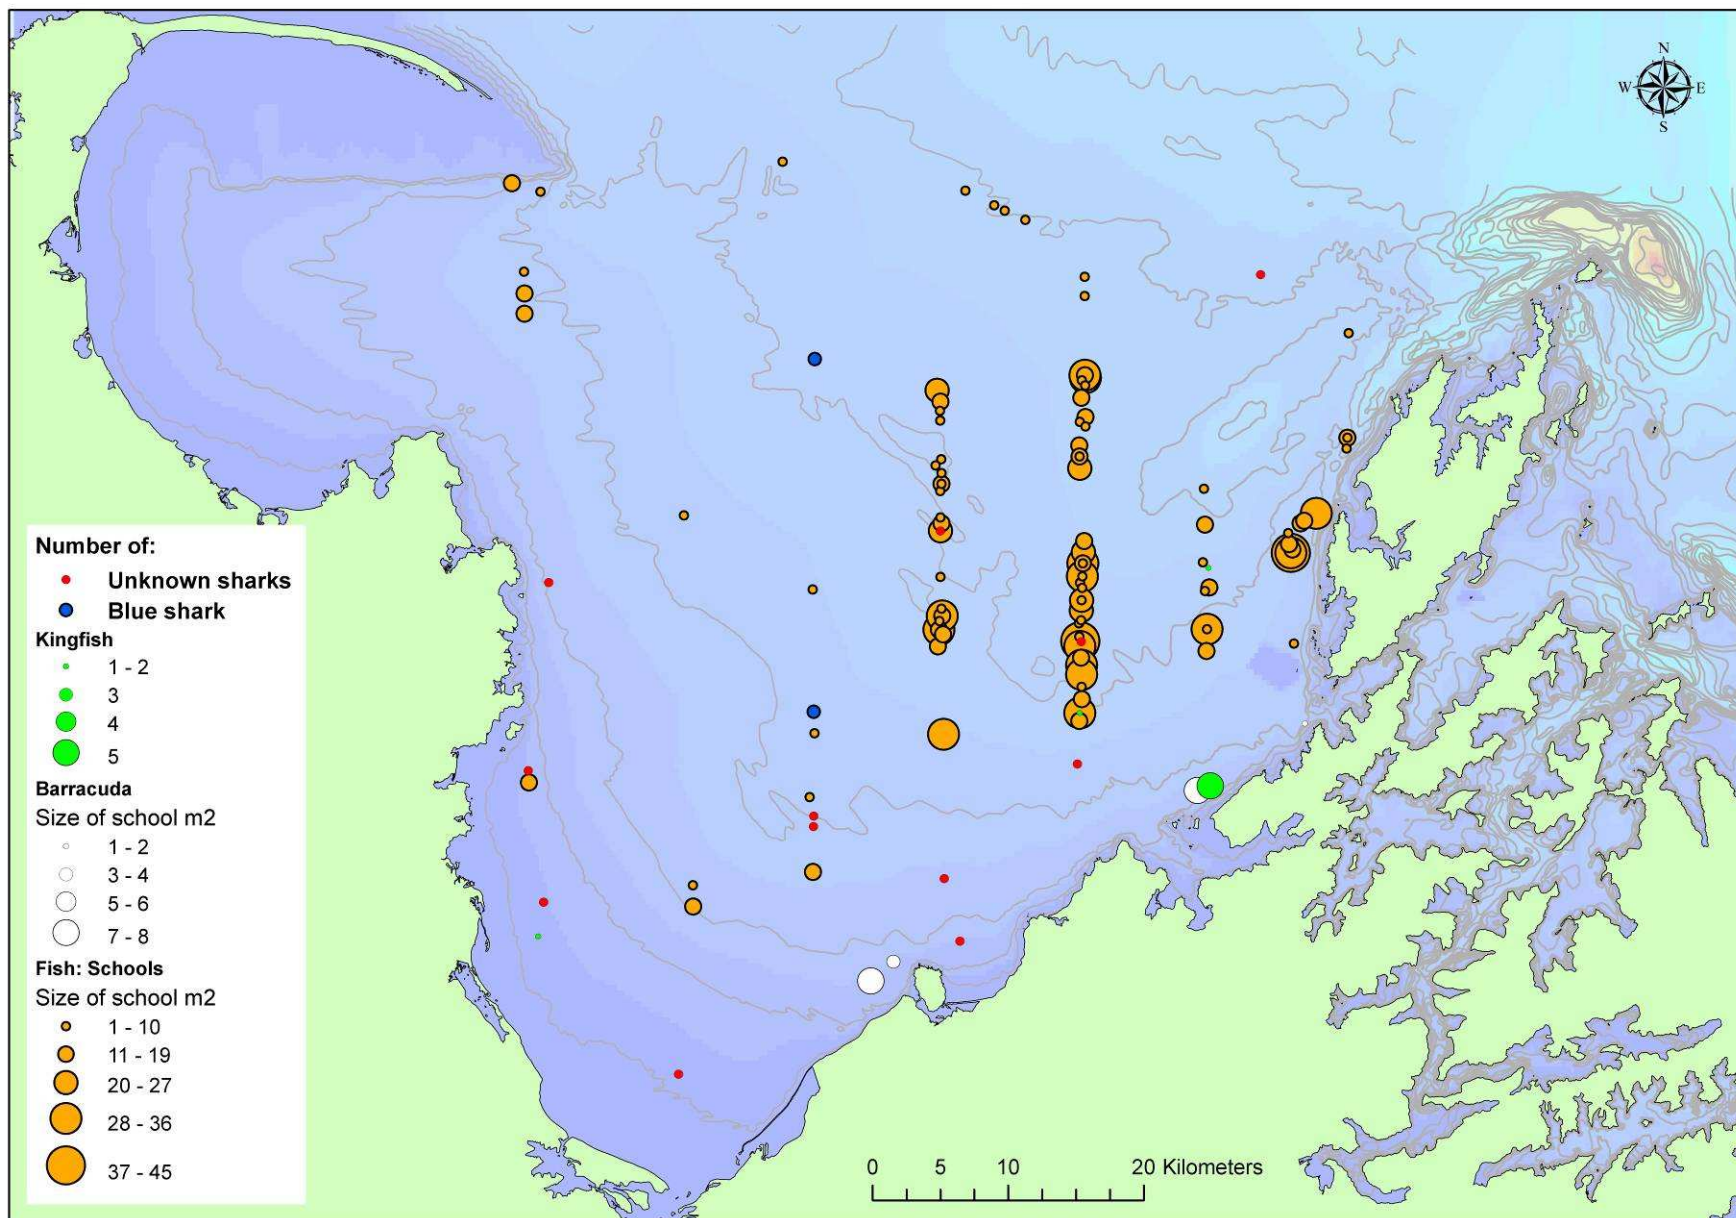 N
W E
S
Number of:
Unknown sharks
Blue shark
Kingfish
1 - 2
3
4
5
Barracuda
Size of school m2
1 - 2
3 - 4
5 - 6
7 - 8
Fish: Schools
Size of school m2
1 - 10
11 - 19
20 - 27
28 - 36
37 - 45
0 5 10 20 Kilometers